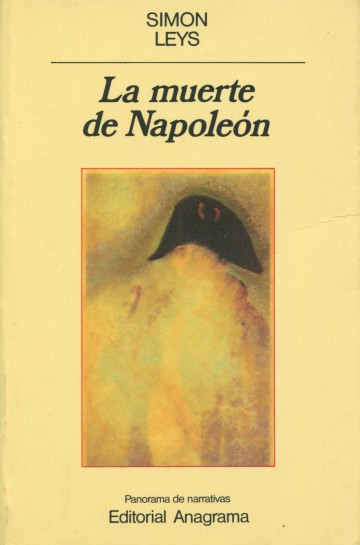 SIMON
LEYS
La muerte
de Napoleón
Panorama de narrativas
Editorial Anagrama